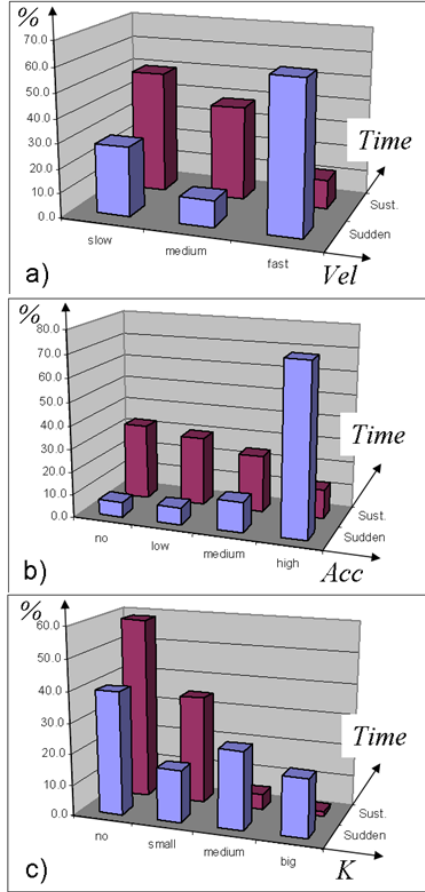 %
70.0
60.0
50.0
40.0
30.0
20.0
10.0
0.0
Time
Sust.
Sudden
slow
medium
fast
Vel
a)
%
80.0
70.0
60.0
50.0
40.0
30.0
20.0
10.0
0.0
Time
Sust.
Sudden
no
low
medium
high
Acc
b)
%
60.0
50.0
40.0
30.0
20.0
10.0
0.0
Time
Sust.
Sudden
no
small
medium
big
K
c)